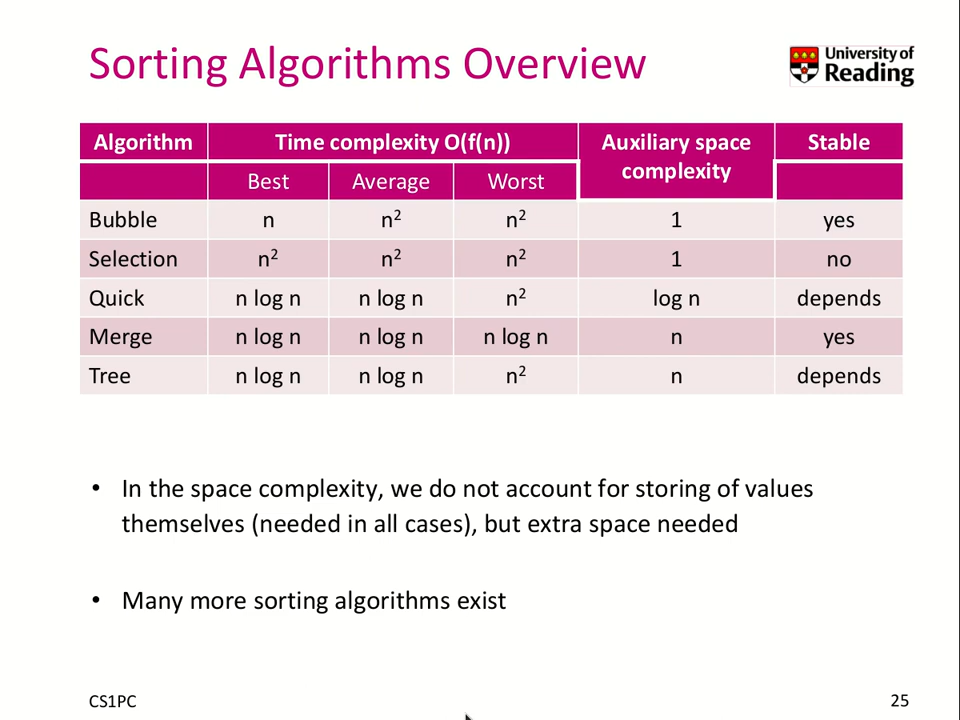 Sorting Algorithms Overview
University of
Reading
Algorithm Time complexity O(f(n)) Auxiliary space complexity Stable
Best Average Worst
Bubble n n² n² 1 yes
Selection n² n² n² 1 no
Quick n log n n log n n² log n depends
Merge n log n n log n n log n n yes
Tree n log n n log n n² n depends
• In the space complexity, we do not account for storing of values
themselves (needed in all cases), but extra space needed
• Many more sorting algorithms exist
CS1PC
25